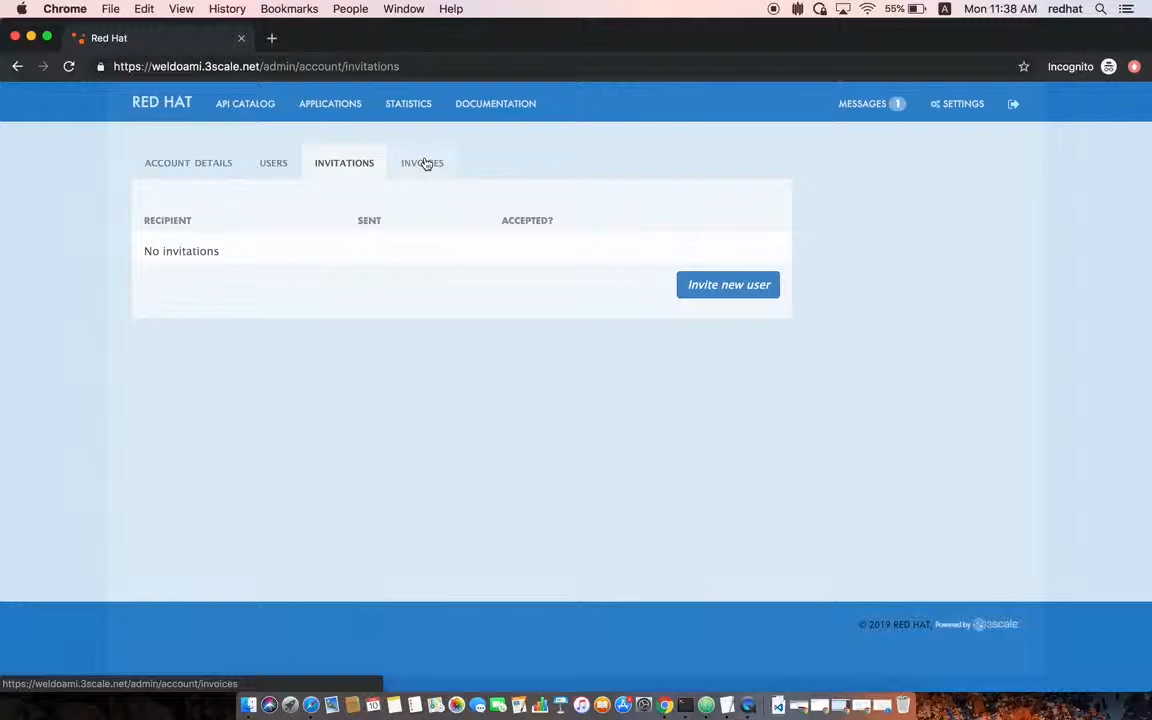 Chrome File Edit View History Bookmarks People Window Help 55% A Mon 11:38 AM redhat
Red Hat
https://weldoami.3scale.net/admin/account/invitations Incognito
RED HAT API CATALOG APPLICATIONS STATISTICS DOCUMENTATION MESSAGES 1 SETTINGS
ACCOUNT DETAILS USERS INVITATIONS INVOICES
RECIPIENT SENT ACCEPTED?
No invitations
Invite new user
© 2019 RED HAT. Powered by 3scale
https://weldoami.3scale.net/admin/account/invoices